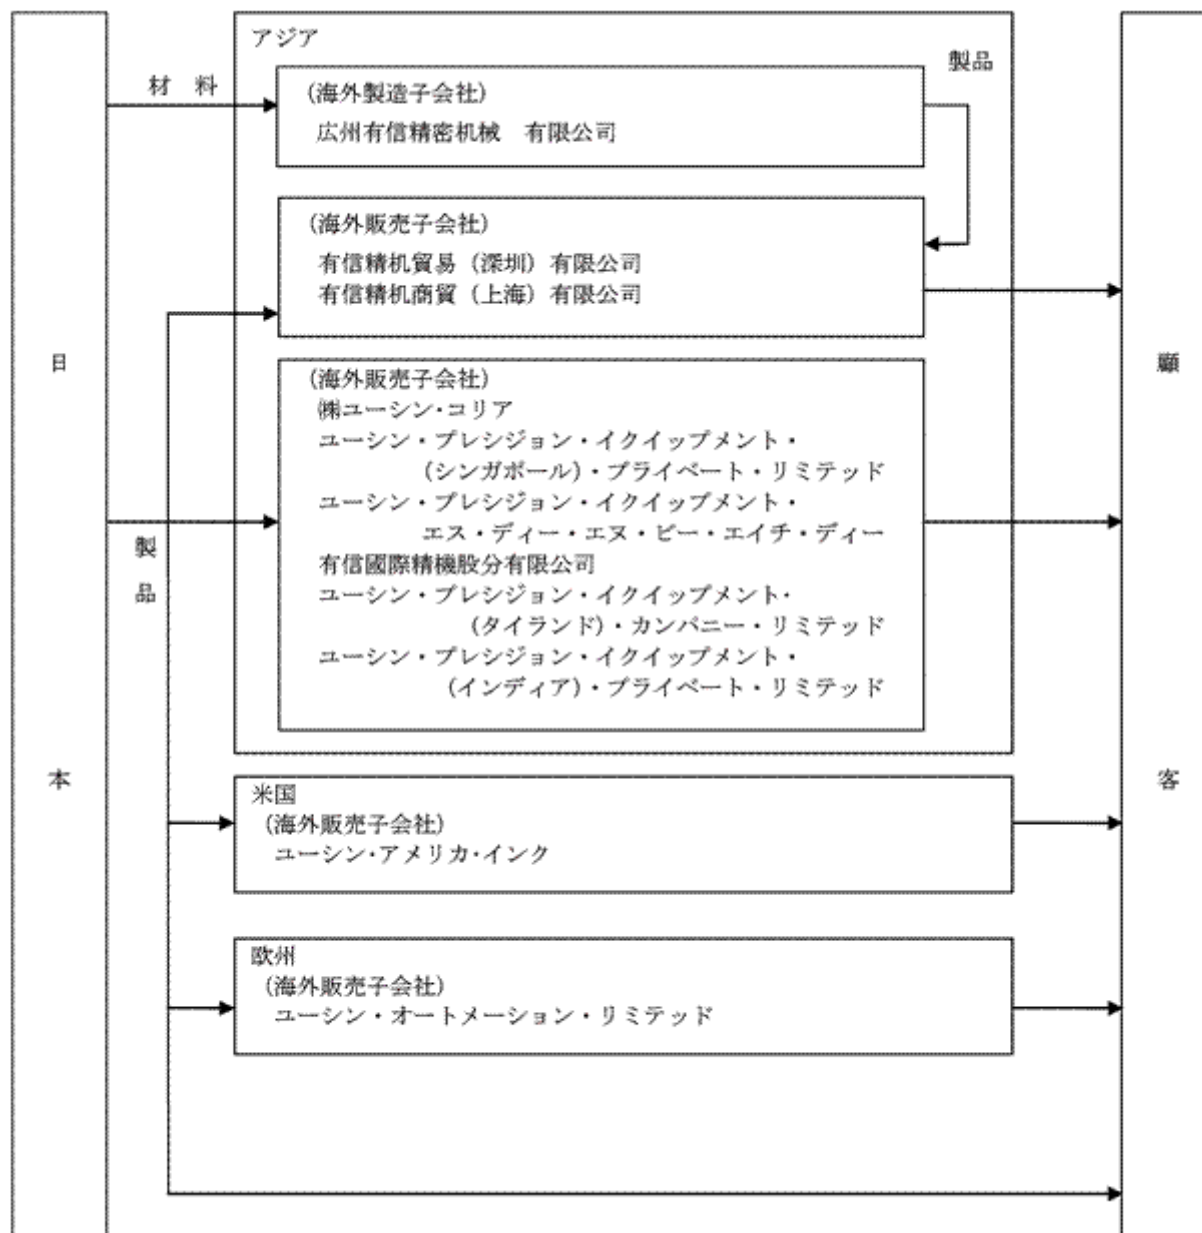 アジア
製品
材 料
(海外製造子会社)
広州有信精密机械 有限公司
(海外販売子会社)
有信精机貿易(深圳)有限公司
有信精机商貿(上海)有限公司
日
顧
(海外販売子会社)
㈱ユーシン・コリア
ユーシン・プレシジョン・イクイップメント・
(シンガポール)・プライベート・リミテッド
ユーシン・プレシジョン・イクイップメント・
エス・ディー・エヌ・ビー・エイチ・ディー
製
品
有信國際精機股分有限公司
ユーシン・プレシジョン・イクイップメント・
(タイランド)・カンパニー・リミテッド
ユーシン・プレシジョン・イクイップメント・
(インディア)・プライベート・リミテッド
本
客
米国
(海外販売子会社)
ユーシン・アメリカ・インク
欧州
(海外販売子会社)
ユーシン・オートメーション・リミテッド